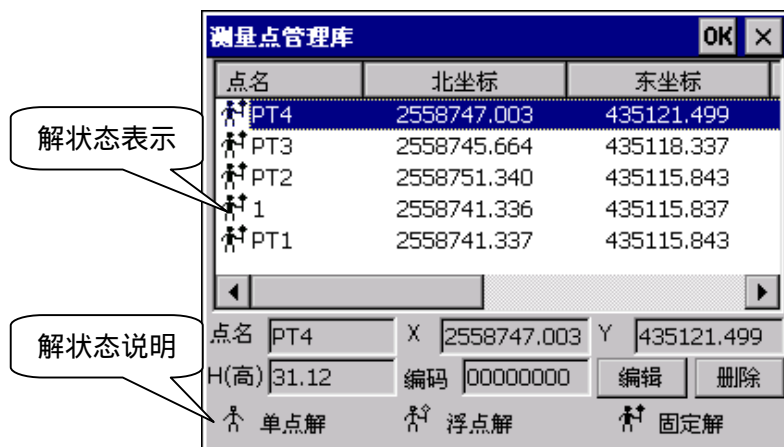 测量点管理库 OK ×
点名 北坐标 东坐标
PT4 2558747.003 435121.499
解状态表示
PT3 2558745.664 435118.337
PT2 2558751.340 435115.843
1 2558741.336 435115.837
PT1 2558741.337 435115.843
解状态说明
点名 PT4 X 2558747.003 Y 435121.499
H(高) 31.12 编码 00000000 编辑 删除
单点解 浮点解 固定解